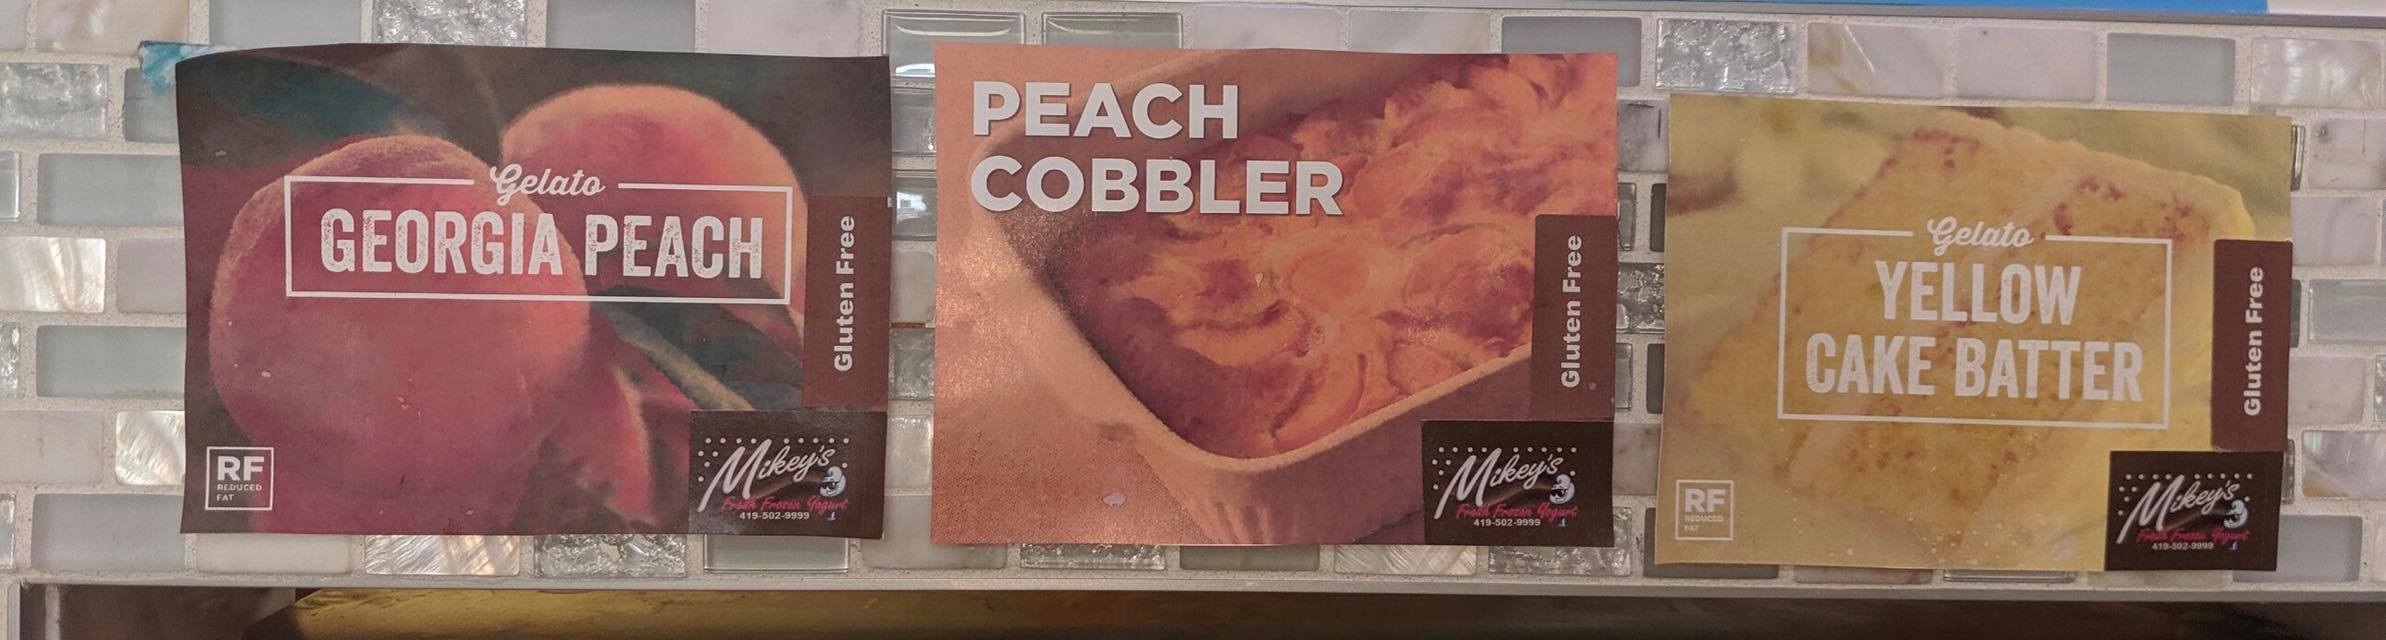 Gelato
GEORGIA PEACH
Gluten Free
RF
REDUCED
FAT
Mikey's
Fresh Frozen Yogurt
419-502-9999
PEACH
COBBLER
Gluten Free
Mikey's
Fresh Frozen Yogurt
419-502-9999
Gelato
YELLOW
CAKE BATTER
Gluten Free
RF
REDUCED
FAT
Mikey's
Fresh Frozen Yogurt
419-502-9999